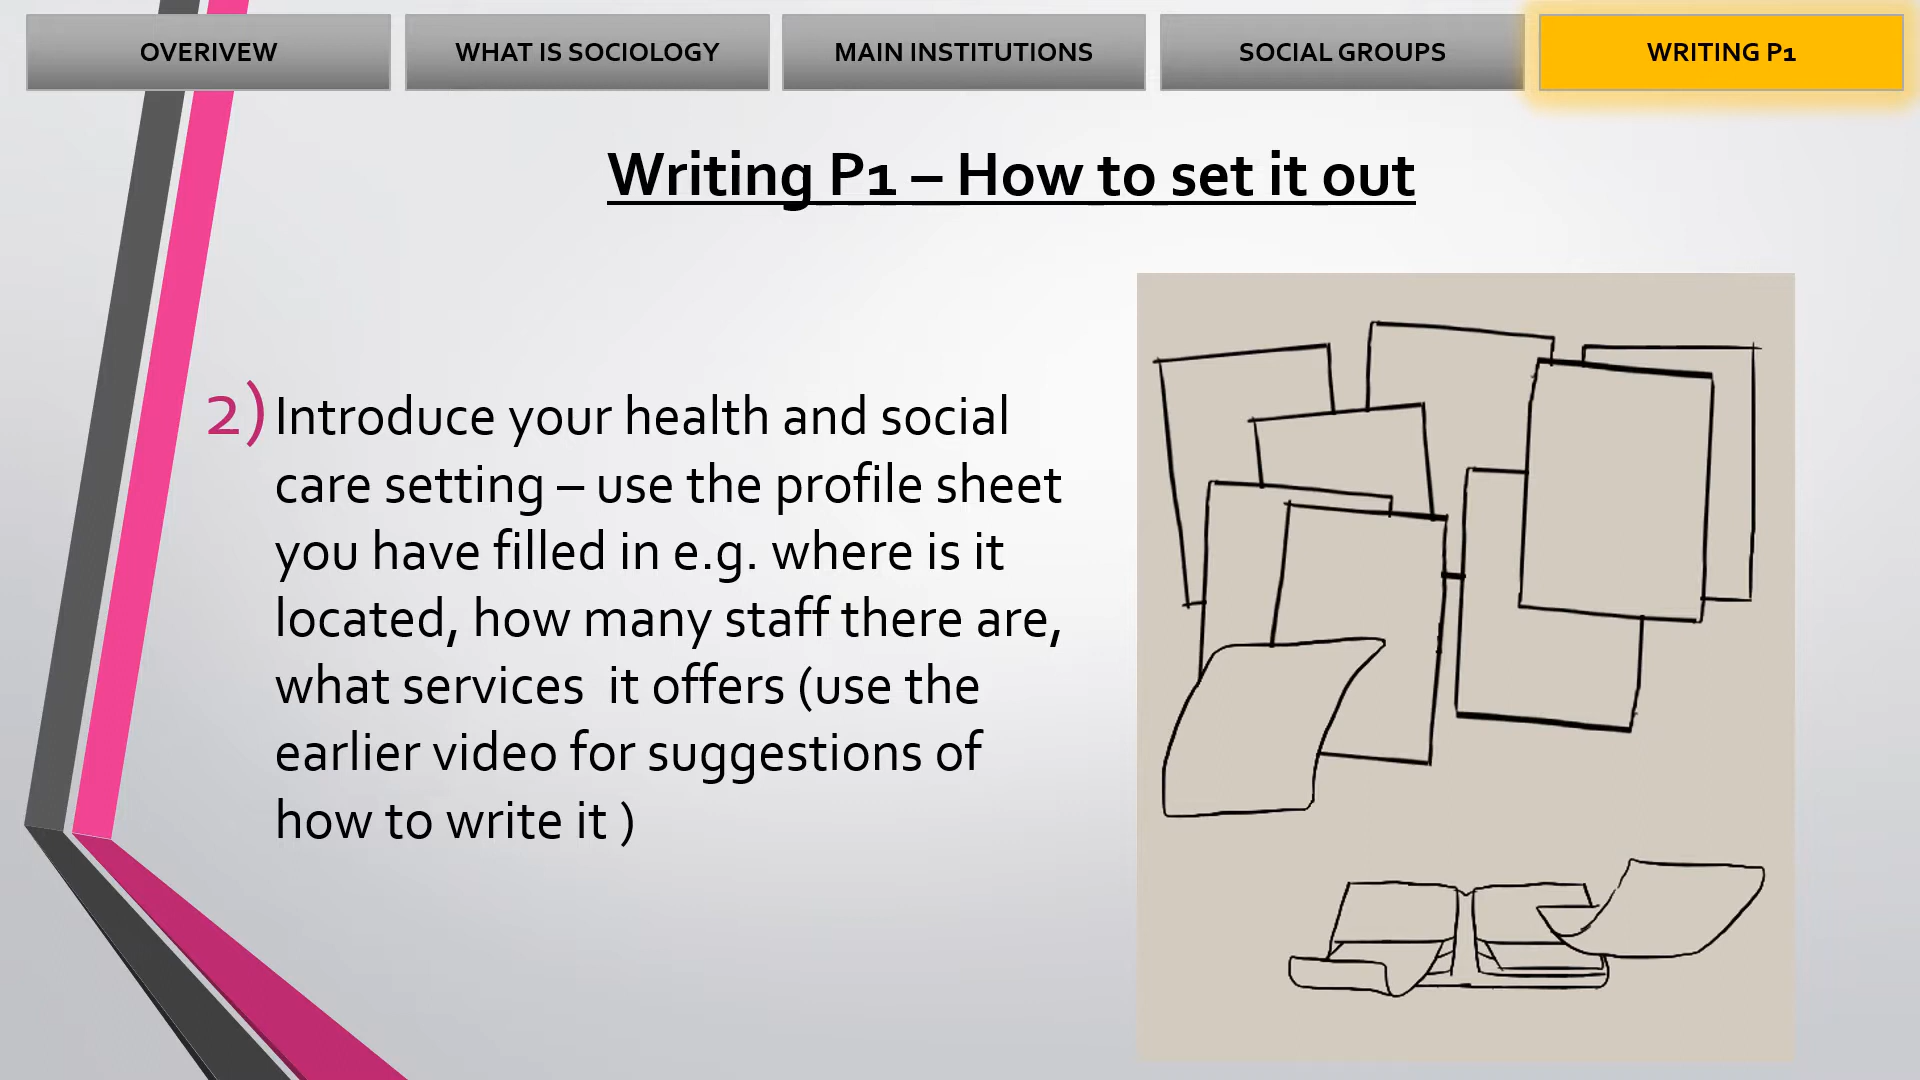 OVERIVEW
WHAT IS SOCIOLOGY
MAIN INSTITUTIONS
SOCIAL GROUPS
WRITING P1
Writing P1 – How to set it out
2) Introduce your health and social
care setting – use the profile sheet
you have filled in e.g. where is it
located, how many staff there are,
what services  it offers (use the
earlier video for suggestions of
how to write it )